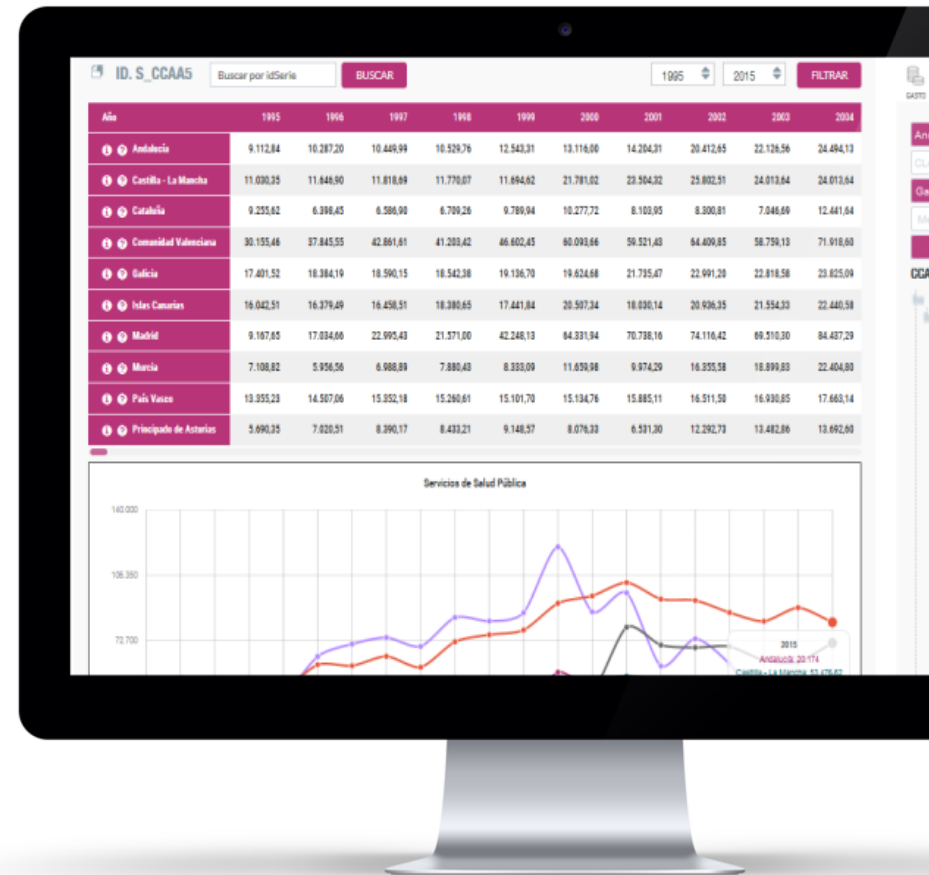 ID. S_CCAA5 Buscar por idSerie BUSCAR 1995 2015 FILTRAR
GASTO
Año 1995 1996 1997 1998 1999 2000 2001 2002 2003 2004
Andalucía 9.112,84 10.287,20 10.449,99 10.529,76 12.543,31 13.116,00 14.204,31 20.412,65 22.126,56 24.494,13
Castilla - La Mancha 11.030,35 11.646,90 11.818,69 11.770,07 11.694,62 21.781,02 23.504,32 25.802,51 24.013,64 24.013,64
Cataluña 9.255,62 6.398,45 6.586,90 6.709,26 9.789,94 10.277,72 8.103,95 8.300,81 7.046,69 12.441,64
Comunidad Valenciana 30.155,46 37.845,55 42.861,61 41.203,42 46.602,45 60.093,66 59.521,43 64.409,85 58.759,13 71.918,60
Galicia 17.401,52 18.384,19 18.590,15 18.542,38 19.136,70 19.624,68 21.735,47 22.991,20 22.818,58 23.825,09
Islas Canarias 16.042,51 16.379,49 16.458,51 18.380,65 17.441,84 20.507,34 18.030,14 20.936,35 21.554,33 22.440,58
Madrid 9.167,65 17.034,66 22.995,43 21.571,00 42.248,13 64.331,94 70.738,16 74.116,42 69.510,30 84.437,29
Murcia 7.108,82 5.956,56 6.988,89 7.880,43 8.333,09 11.659,98 9.974,29 16.355,58 18.899,83 22.404,80
País Vasco 13.355,23 14.507,06 15.352,18 15.260,61 15.101,70 15.134,76 15.885,11 16.511,50 16.930,85 17.663,14
Principado de Asturias 5.690,35 7.020,51 8.390,17 8.433,21 9.148,57 8.076,33 6.531,30 12.292,73 13.482,86 13.692,60
Servicios de Salud Pública
140.000
106.350
72.700
2015
Andalucía: 20.174
Castilla - La Mancha: 53.478,62
An
CL
Ga
Me
CCA